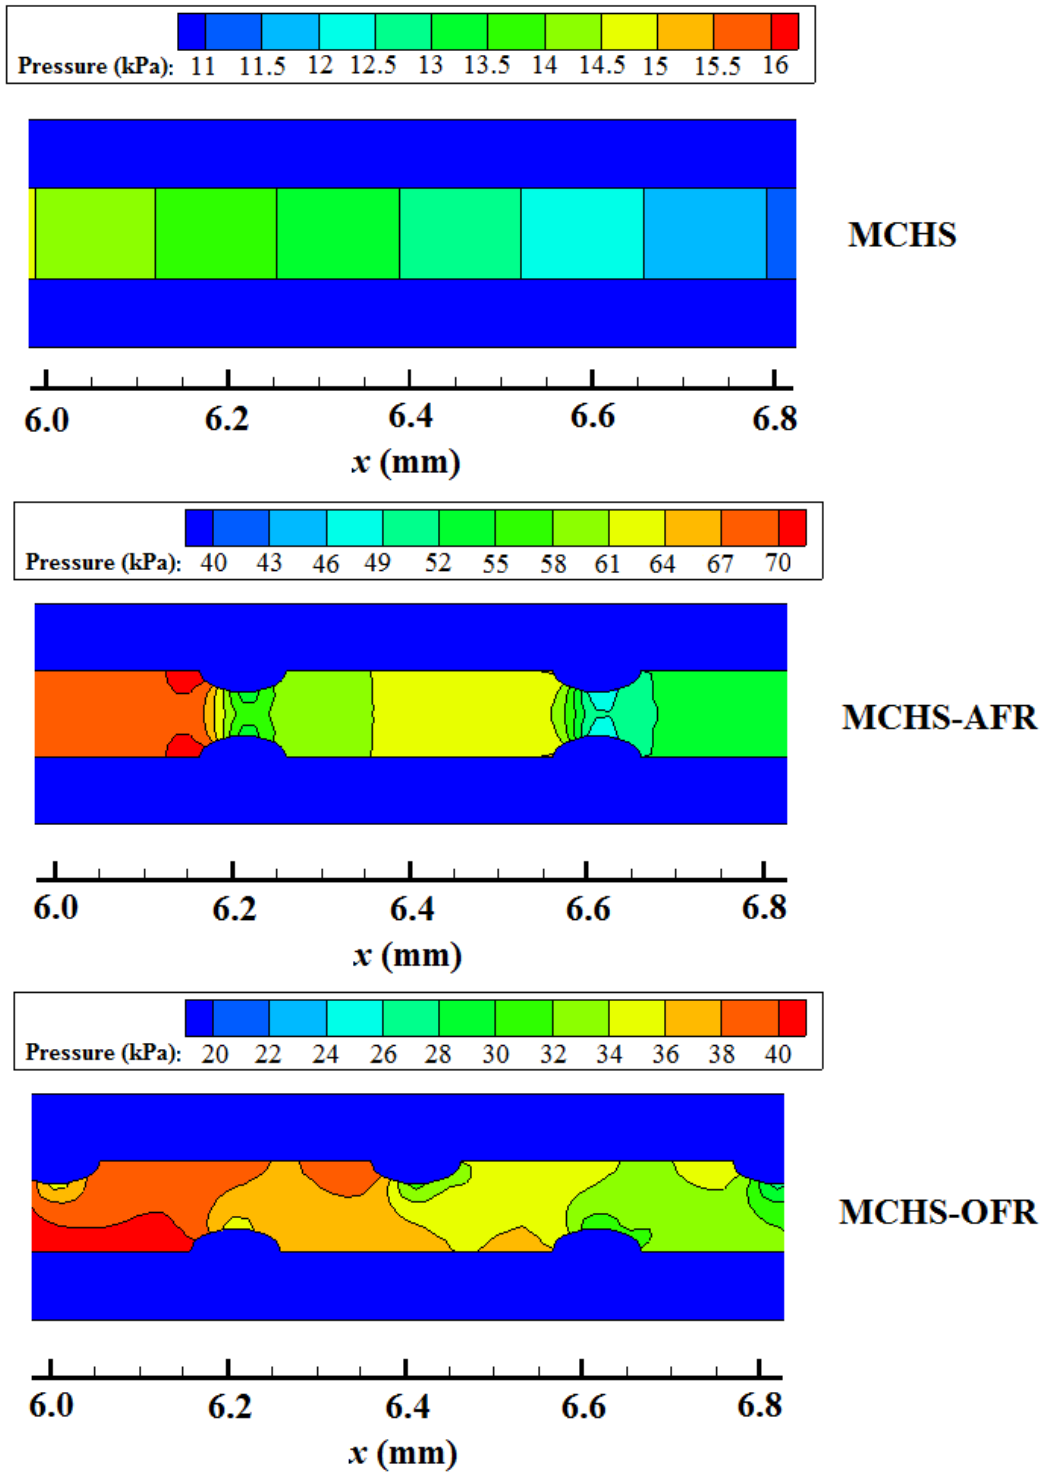 Pressure (kPa): 11 11.5 12 12.5 13 13.5 14 14.5 15 15.5 16
MCHS
6.0 6.2 6.4 6.6 6.8
x (mm)
Pressure (kPa): 40 43 46 49 52 55 58 61 64 67 70
MCHS-AFR
6.0 6.2 6.4 6.6 6.8
x (mm)
Pressure (kPa): 20 22 24 26 28 30 32 34 36 38 40
MCHS-OFR
6.0 6.2 6.4 6.6 6.8
x (mm)